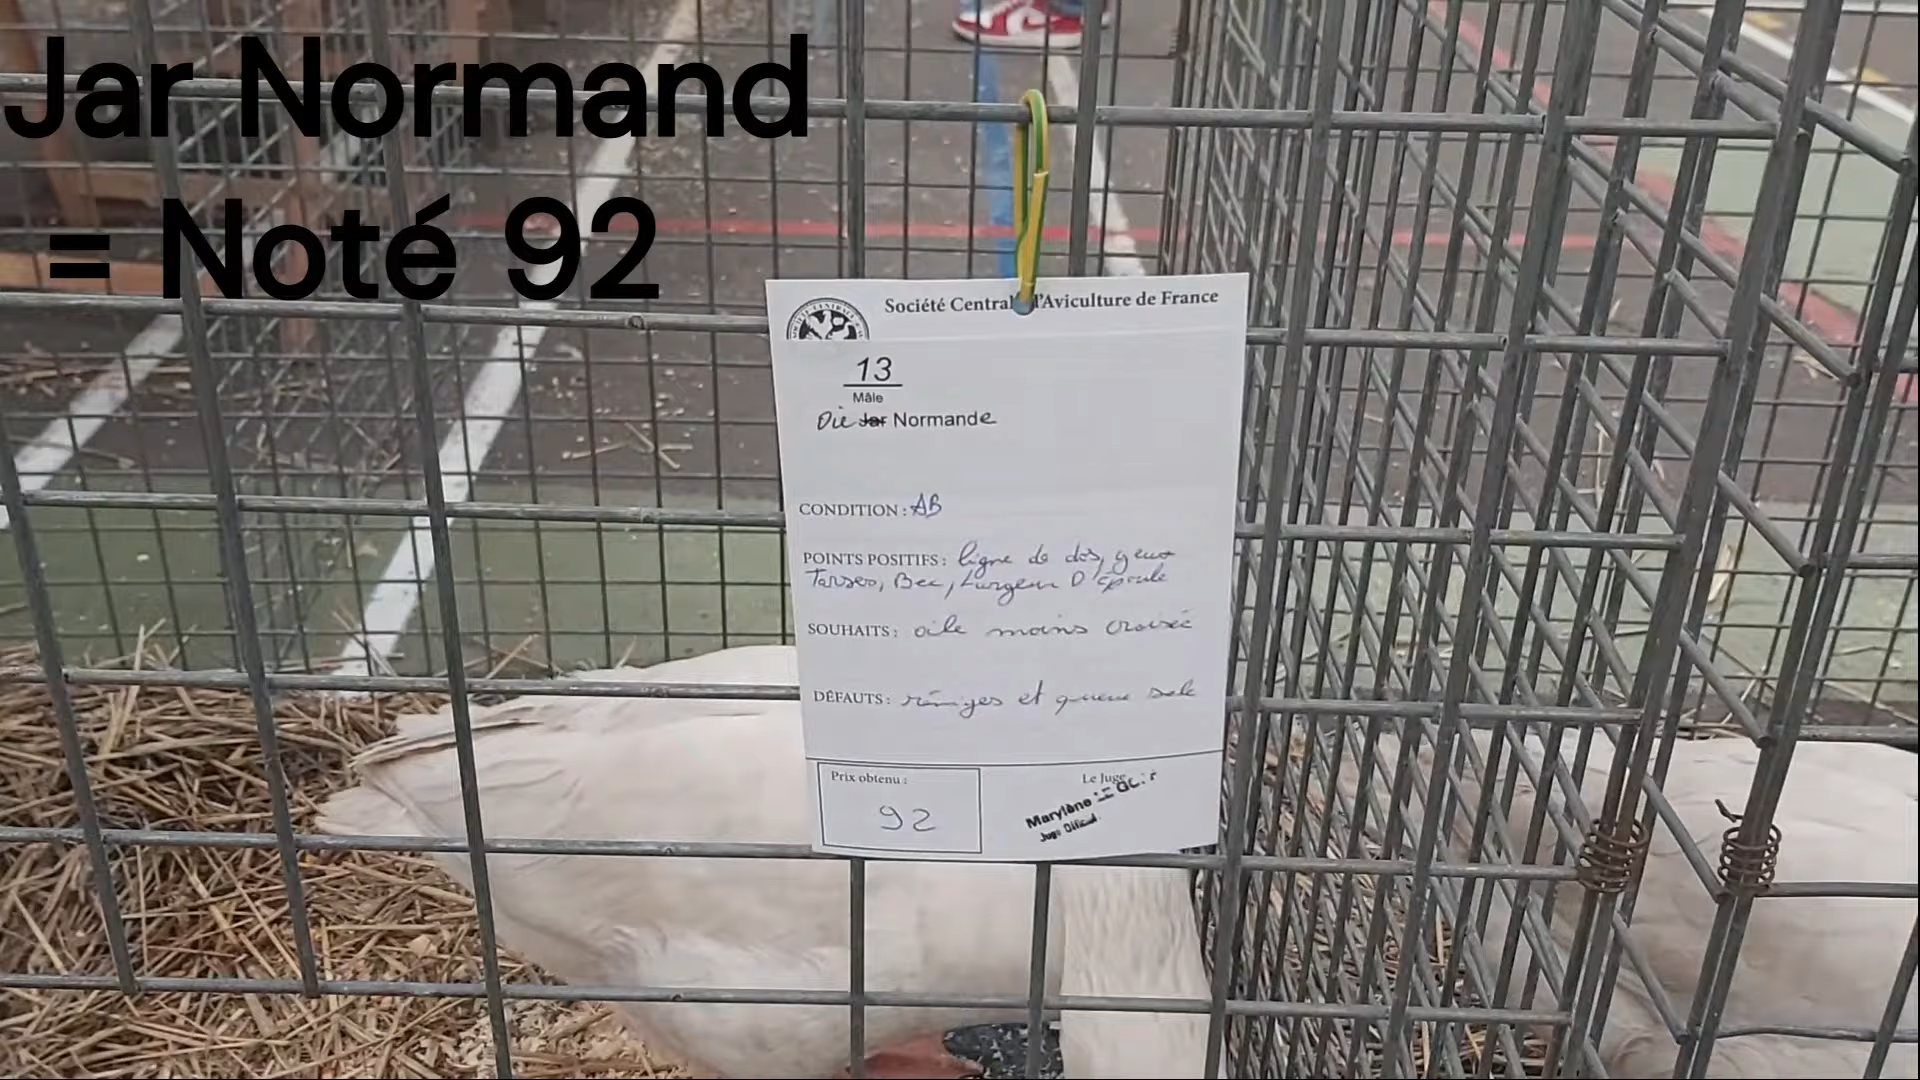 Jar Normand
= Noté 92
Société Centrale d'Aviculture de France
13
Mâle
Oie Jar Normande
CONDITION : AB
POINTS POSITIFS : ligne de dos, yeux
Tarses, Bec, Largeur D'épaule
SOUHAITS : aile moins croisée
DÉFAUTS : rémiges et queue sale
Prix obtenu :
92
Le Juge
Marylène
Juge Officiel